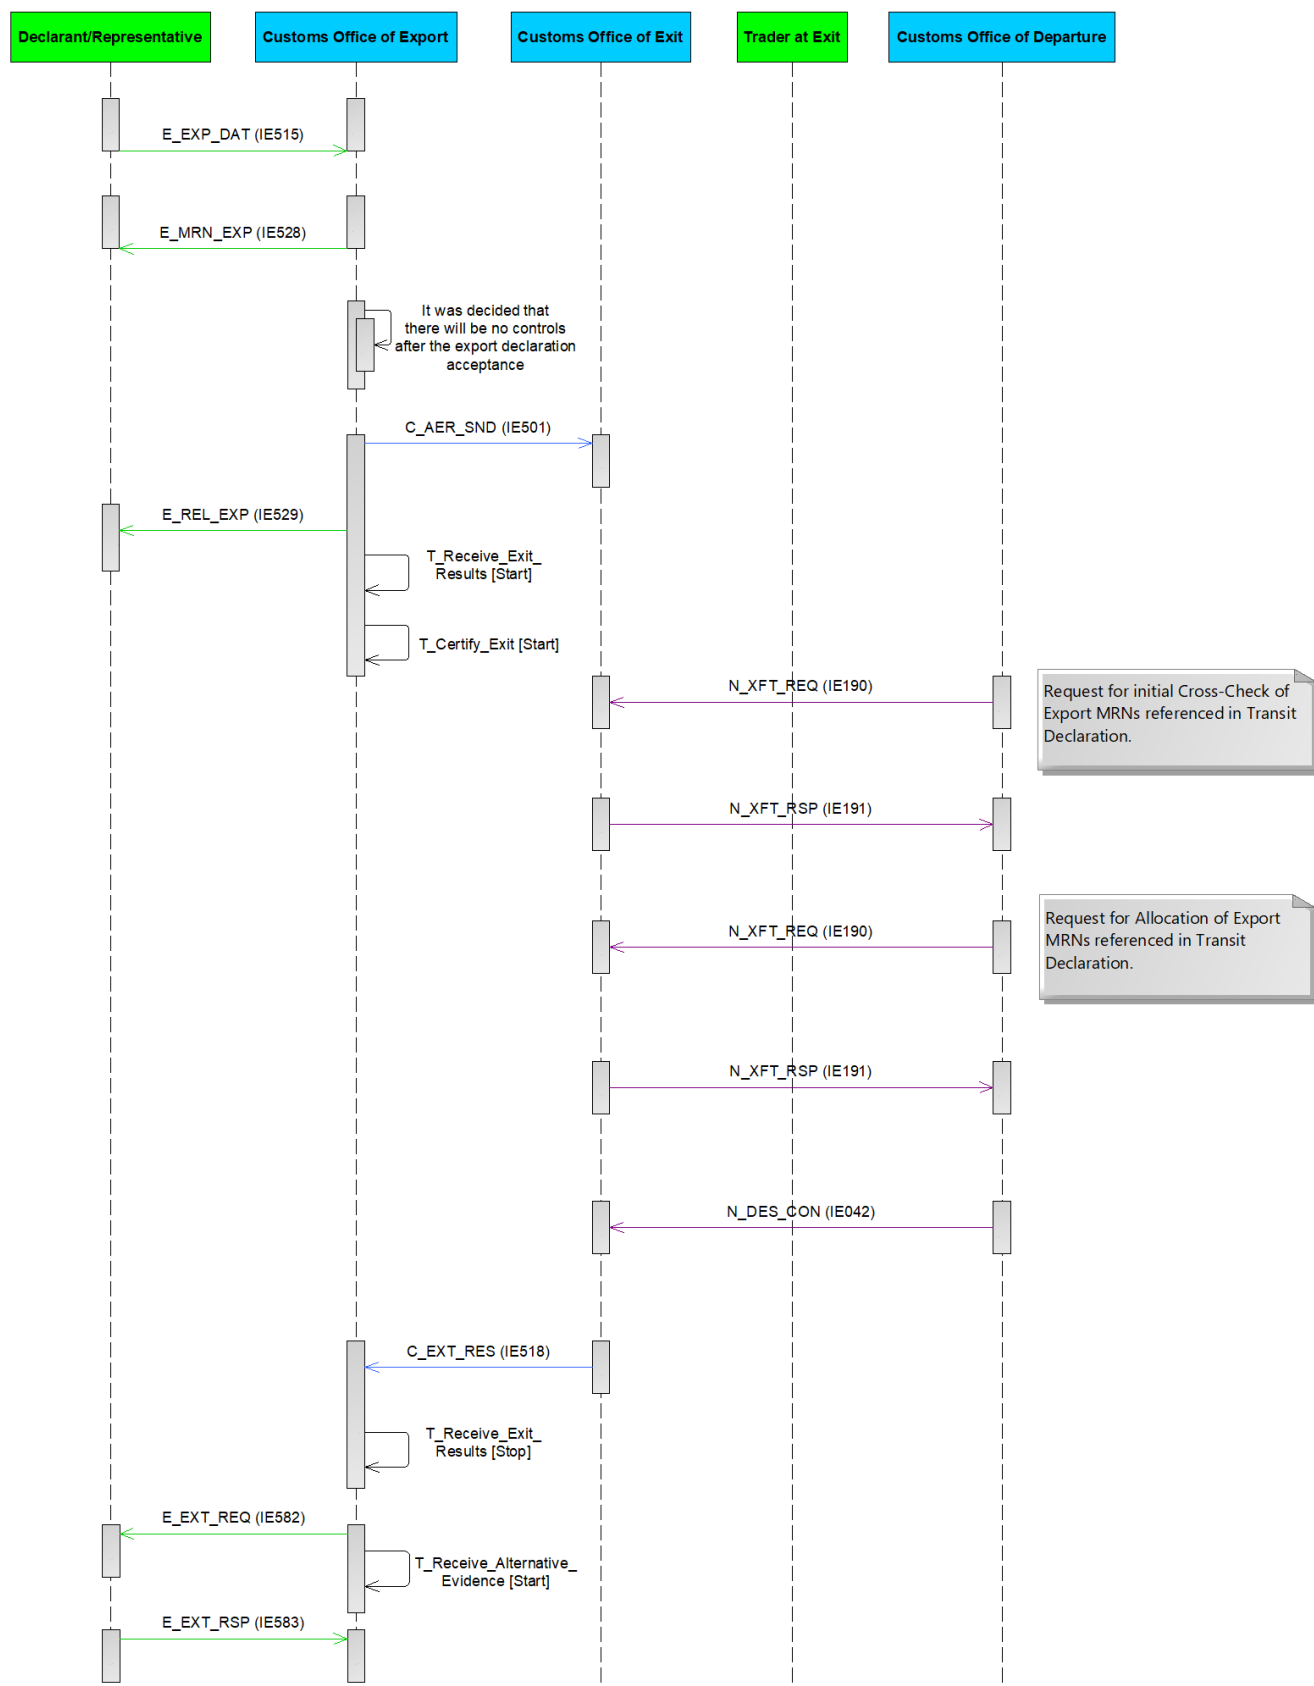 Declarant/Representative
Customs Office of Export
Customs Office of Exit
Trader at Exit
Customs Office of Departure
E_EXP_DAT (IE515)
E_MRN_EXP (IE528)
It was decided that
there will be no controls
after the export declaration
acceptance
C_AER_SND (IE501)
E_REL_EXP (IE529)
T_Receive_Exit_
Results [Start]
T_Certify_Exit [Start]
N_XFT_REQ (IE190)
Request for initial Cross-Check of
Export MRNs referenced in Transit
Declaration.
N_XFT_RSP (IE191)
N_XFT_REQ (IE190)
Request for Allocation of Export
MRNs referenced in Transit
Declaration.
N_XFT_RSP (IE191)
N_DES_CON (IE042)
C_EXT_RES (IE518)
T_Receive_Exit_
Results [Stop]
E_EXT_REQ (IE582)
T_Receive_Alternative_
Evidence [Start]
E_EXT_RSP (IE583)